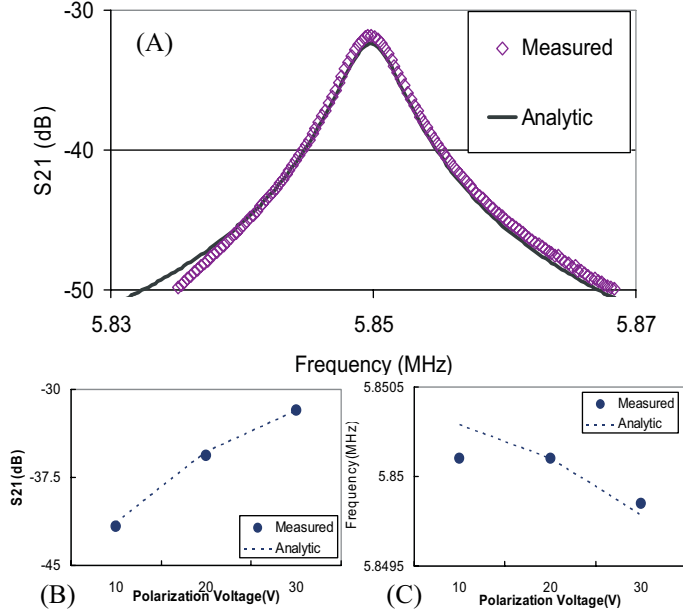 -30
(A)
Measured
Analytic
S21 (dB)
-40
-50
5.83
5.85
5.87
Frequency (MHz)
-30
S21(dB)
-37.5
Measured
Analytic
-45
10
20
30
(B)
Polarization Voltage(V)
5.8505
Measured
Analytic
Frequency(MHz)
5.85
5.8495
10
20
30
(C)
Polarization Voltage(V)